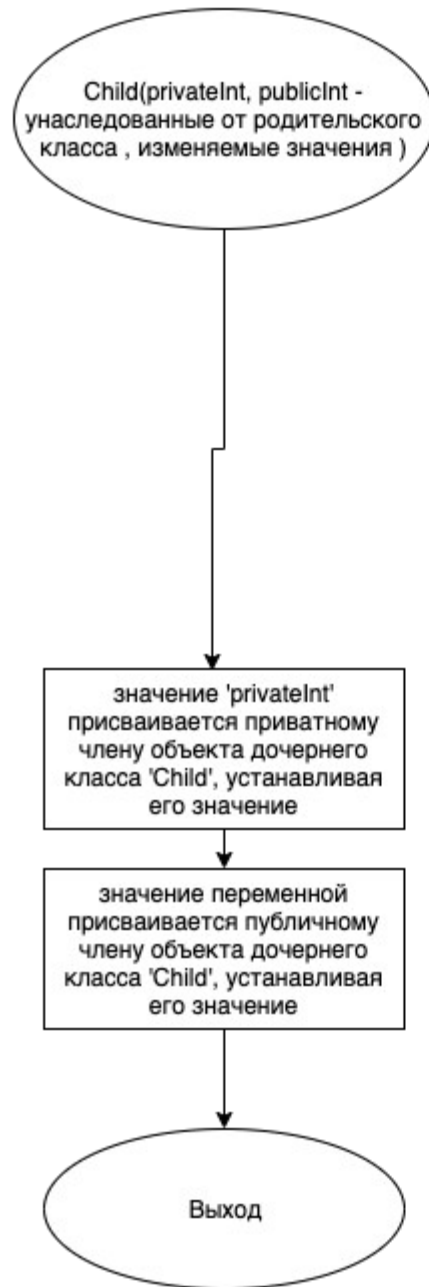 Child(privateInt, publicInt -
унаследованные от родительского
класса , изменяемые значения )
значение 'privateInt'
присваивается приватному
члену объекта дочернего
класса 'Child', устанавливая
его значение
значение переменной
присваивается публичному
члену объекта дочернего
класса 'Child', устанавливая
его значение
Выход